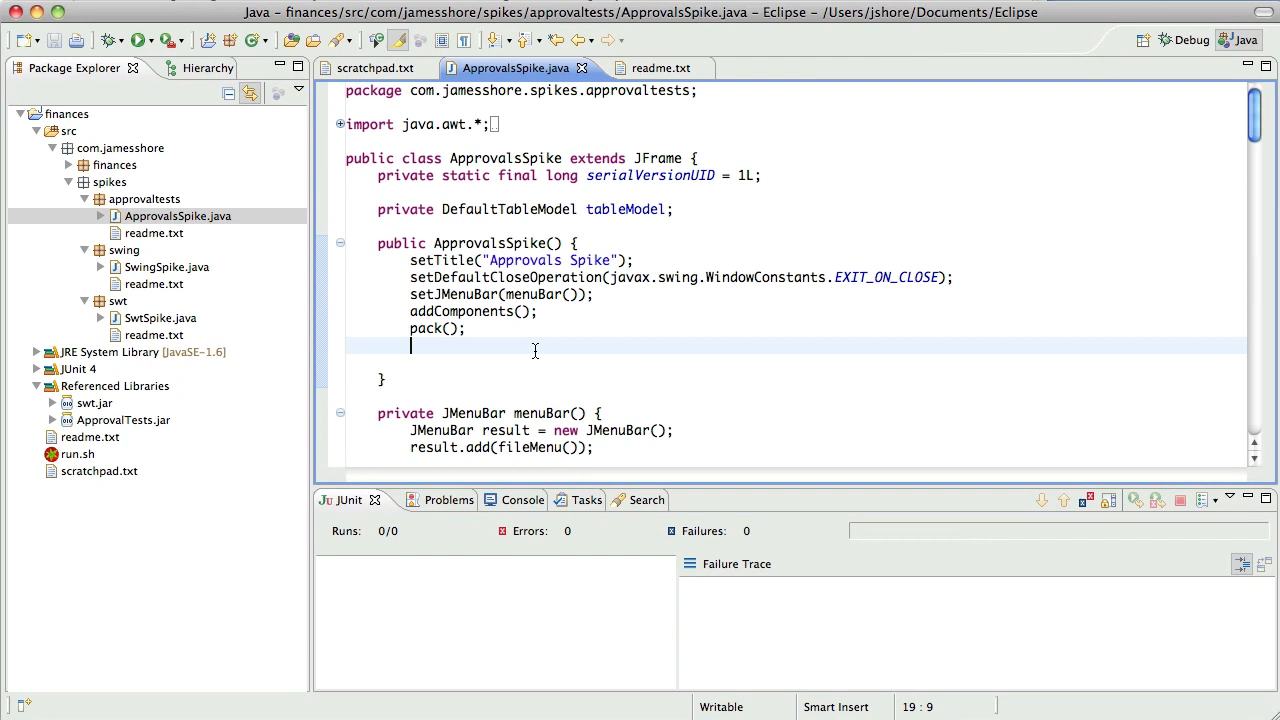 Java – finances/src/com/jamesshore/spikes/approvaltests/ApprovalsSpike.java – Eclipse – /Users/jshore/Documents/Eclipse
Debug
Java
Package Explorer
Hierarchy
finances
src
com.jamesshore
finances
spikes
approvaltests
ApprovalsSpike.java
readme.txt
swing
SwingSpike.java
readme.txt
swt
SwtSpike.java
readme.txt
JRE System Library [JavaSE-1.6]
JUnit 4
Referenced Libraries
swt.jar
ApprovalTests.jar
readme.txt
run.sh
scratchpad.txt
scratchpad.txt
ApprovalsSpike.java
readme.txt
package com.jamesshore.spikes.approvaltests;
import java.awt.*;
public class ApprovalsSpike extends JFrame {
private static final long serialVersionUID = 1L;
private DefaultTableModel tableModel;
public ApprovalsSpike() {
setTitle("Approvals Spike");
setDefaultCloseOperation(javax.swing.WindowConstants.EXIT_ON_CLOSE);
setJMenuBar(menuBar());
addComponents();
pack();
}
private JMenuBar menuBar() {
JMenuBar result = new JMenuBar();
result.add(fileMenu());
JUnit
Problems
Console
Tasks
Search
Runs: 0/0
Errors: 0
Failures: 0
Failure Trace
Writable
Smart Insert
19 : 9